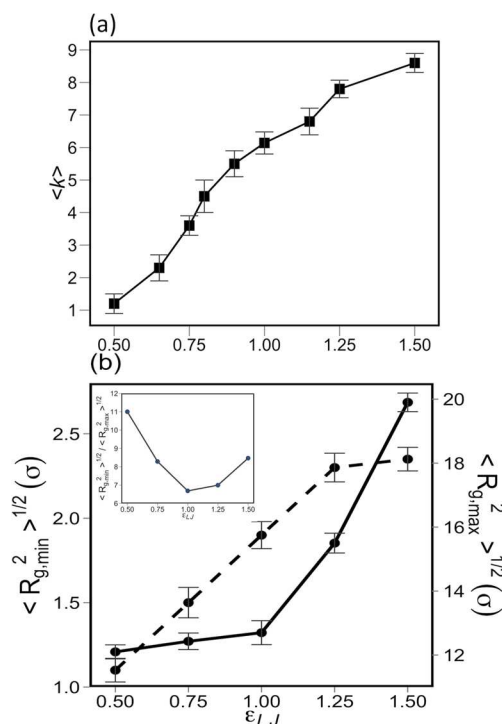 (a)
9
8
7
6
5
4
3
2
1
<k>
0.50 0.75 1.00 1.25 1.50
(b)
2.5
2.0
1.5
1.0
< R²g,min >¹/² (σ)
12
11
10
9
8
7
6
< R²g,min >¹/² / < R²g,max >¹/²
0.50 0.75 1.00 1.25 1.50
εLJ
20
18
16
14
12
< R²g,max >¹/² (σ)
0.50 0.75 1.00 1.25 1.50
εLJ